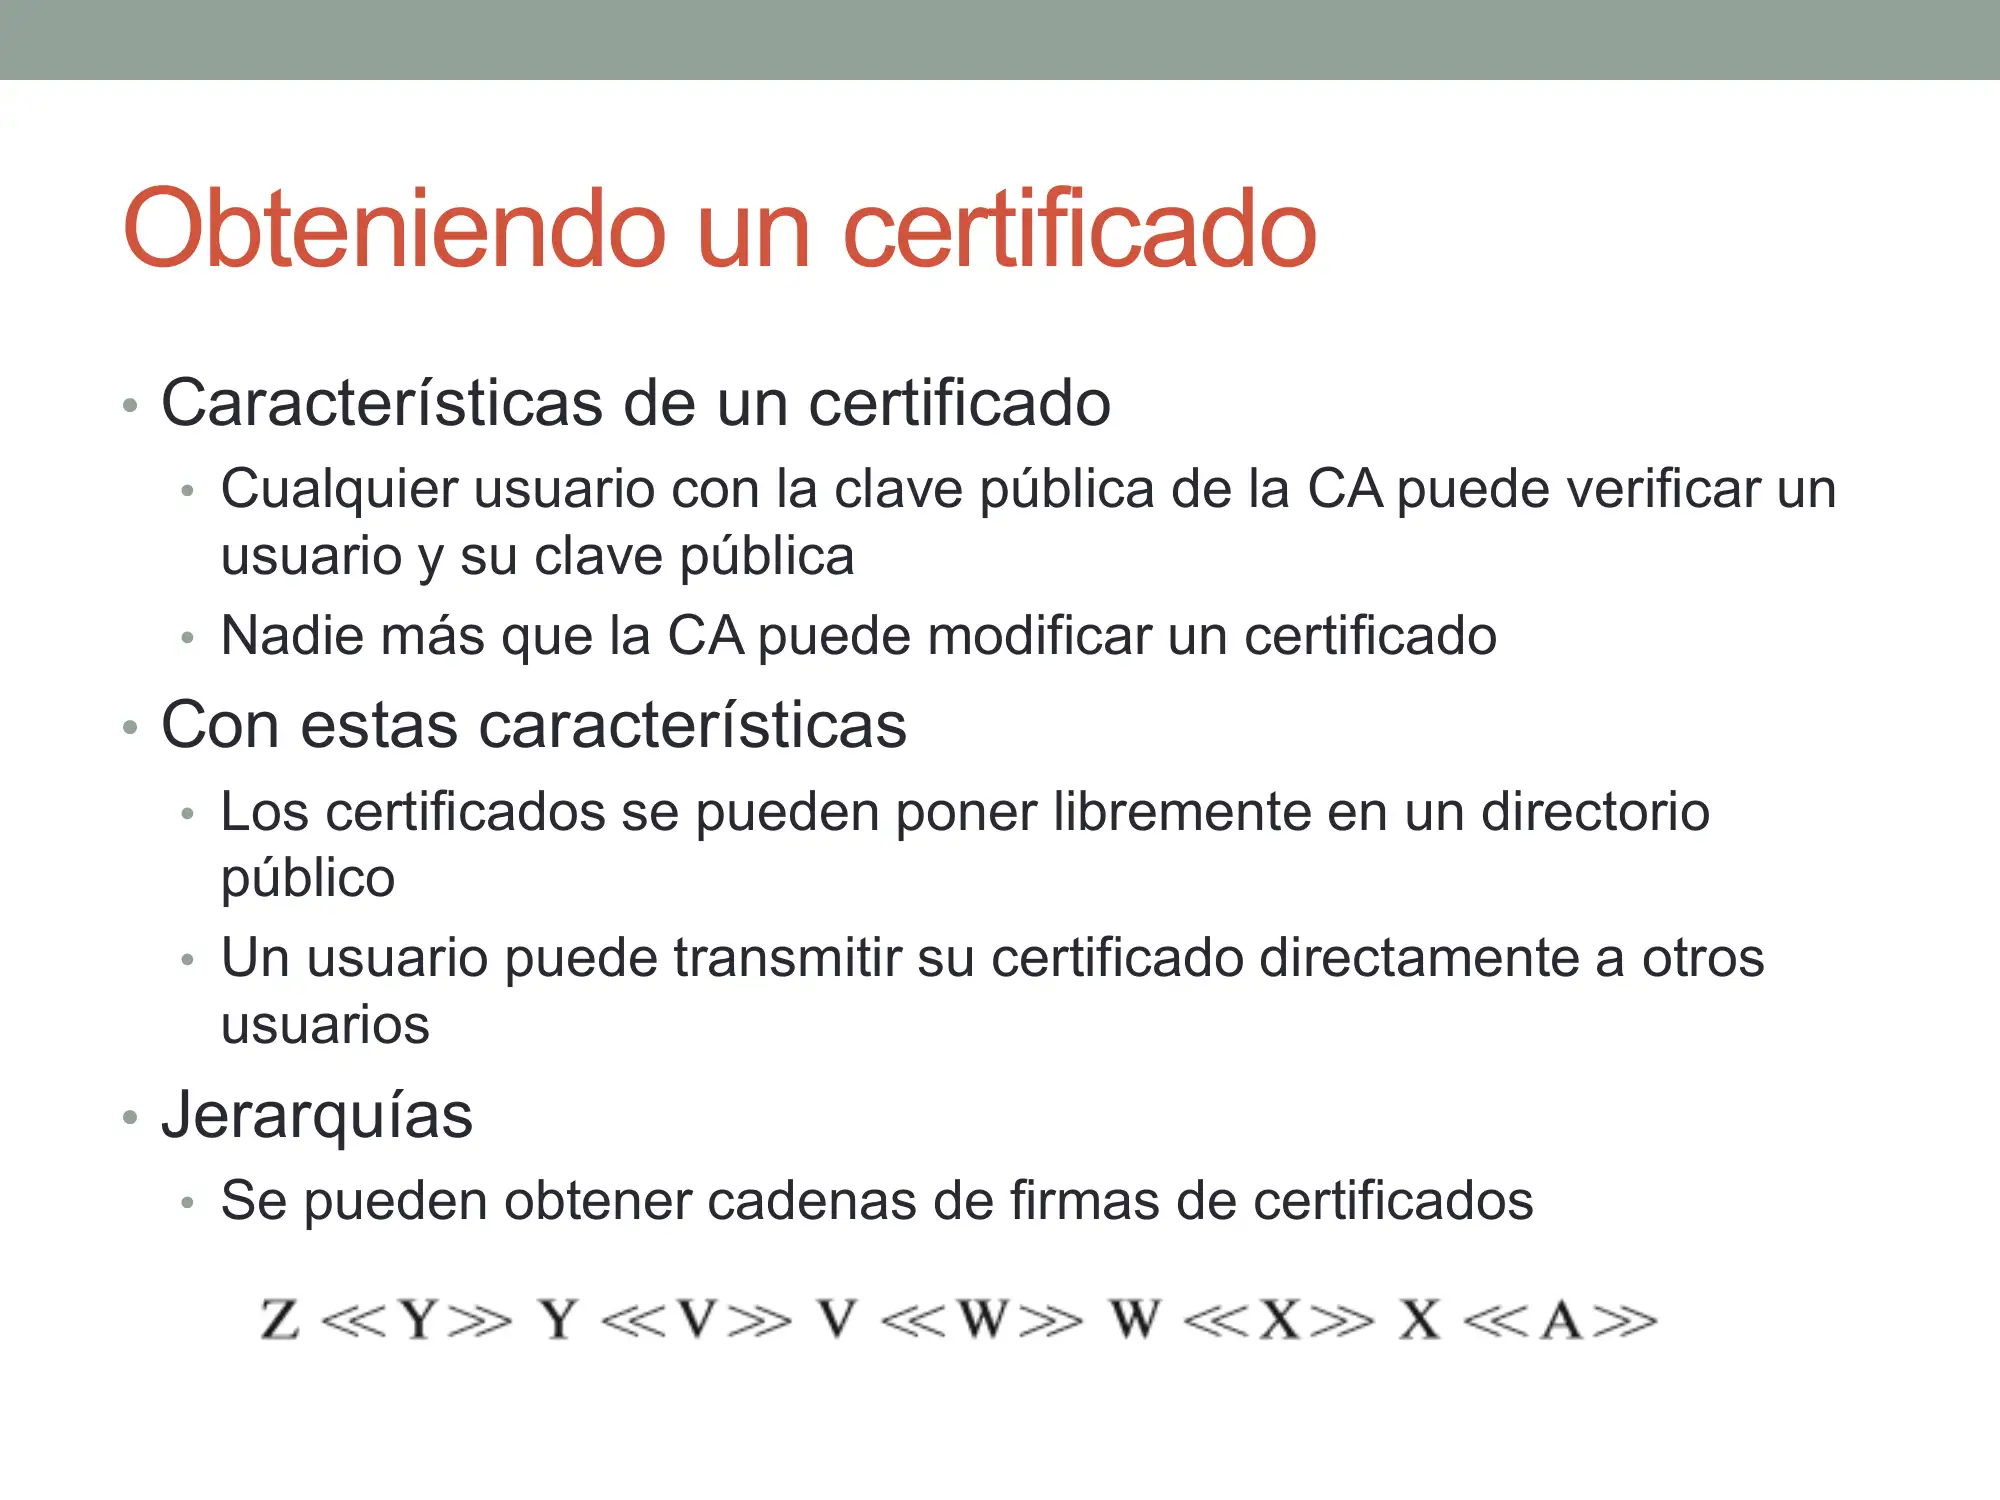 Obteniendo un certificado
• Características de un certificado
• Cualquier usuario con la clave pública de la CA puede verificar un
usuario y su clave pública
• Nadie más que la CA puede modificar un certificado
• Con estas características
• Los certificados se pueden poner libremente en un directorio
público
• Un usuario puede transmitir su certificado directamente a otros
usuarios
• Jerarquías
• Se pueden obtener cadenas de firmas de certificados
Z ≪Y≫ Y ≪V≫ V ≪W≫ W ≪X≫ X ≪A≫